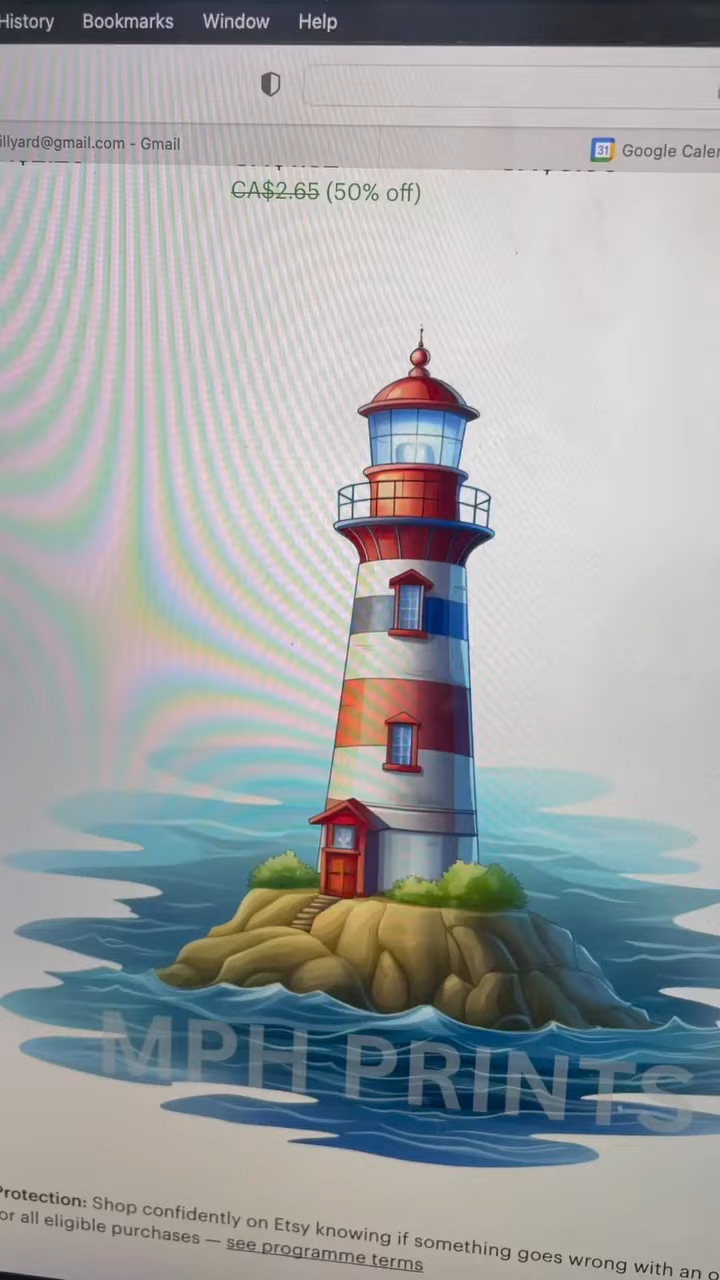 History Bookmarks Window Help
illyard@gmail.com - Gmail
31 Google Caler
CA$2.65 (50% off)
MPH PRINTS
Protection: Shop confidently on Etsy knowing if something goes wrong with an o
or all eligible purchases — see programme terms